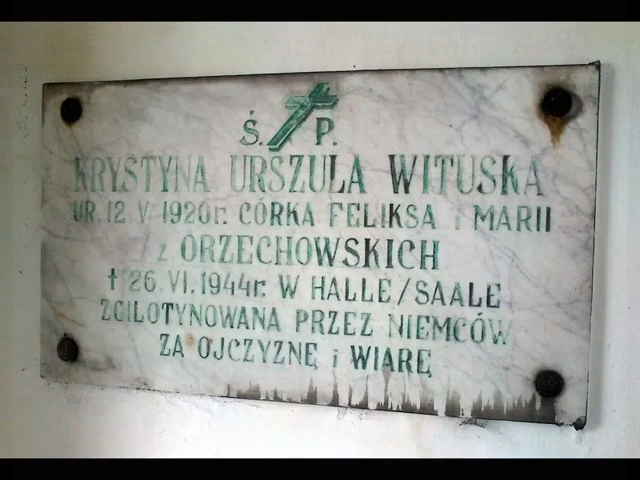 Ś. P.
KRYSTYNA URSZULA WITUSKA
UR. 12. V. 1920r. CÓRKA FELIKSA i MARII
z ORZECHOWSKICH
† 26. VI. 1944r. W HALLE/SAALE
ZGILOTYNOWANA PRZEZ NIEMCÓW
ZA OJCZYZNĘ i WIARĘ